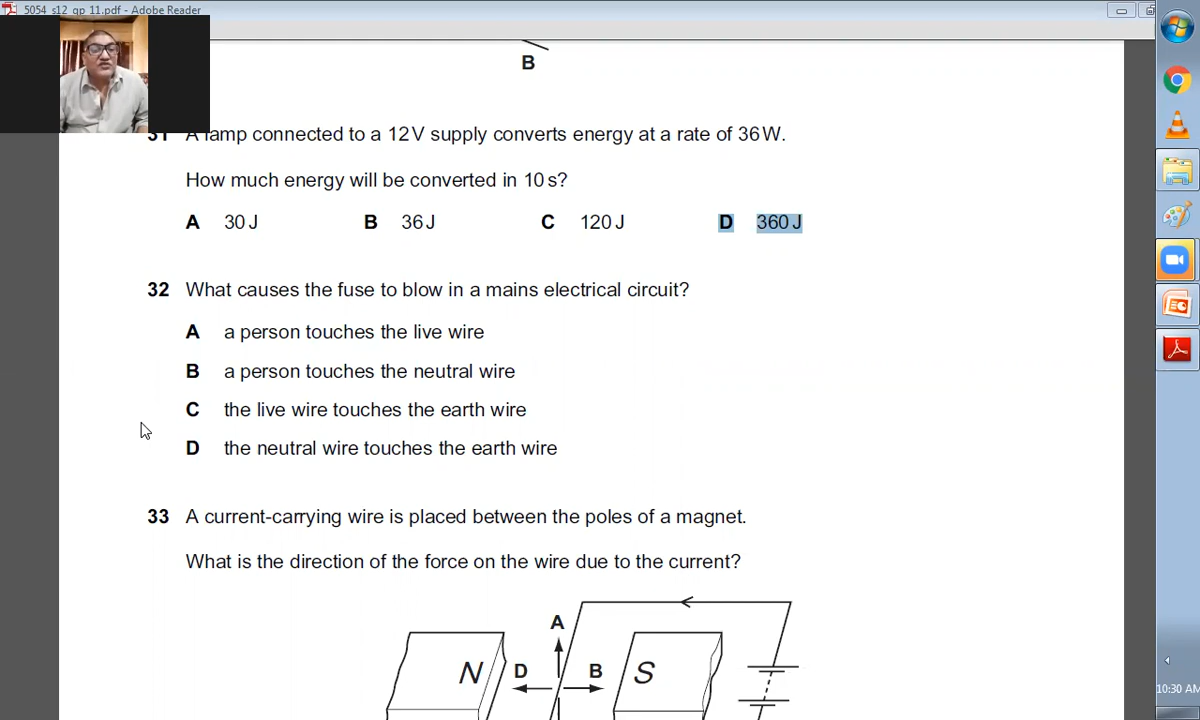 5054_s12_qp_11.pdf - Adobe Reader
B
31 A lamp connected to a 12V supply converts energy at a rate of 36W.
How much energy will be converted in 10s?
A 30J B 36J C 120J D 360J
32 What causes the fuse to blow in a mains electrical circuit?
A a person touches the live wire
B a person touches the neutral wire
C the live wire touches the earth wire
D the neutral wire touches the earth wire
33 A current-carrying wire is placed between the poles of a magnet.
What is the direction of the force on the wire due to the current?
A
N D B S
10:30 AM